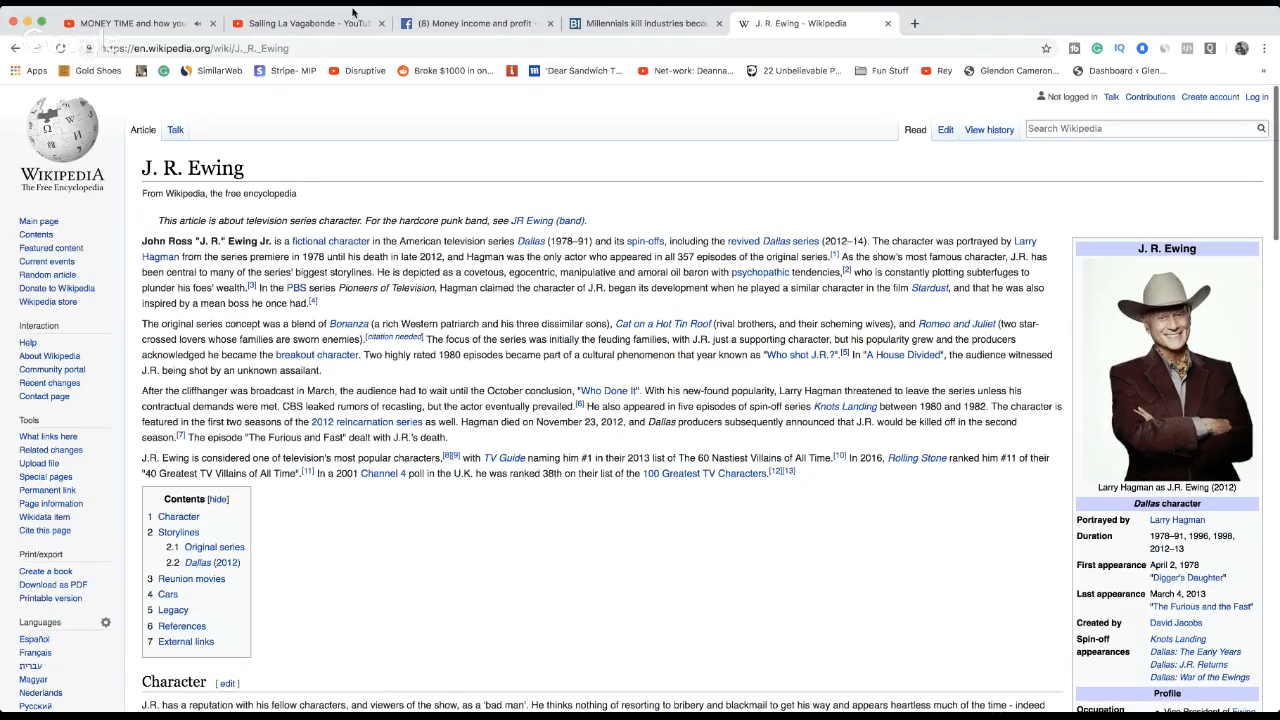 MONEY TIME and how you
Sailing La Vagabonde - YouTub
(8) Money income and profit -
Millennials kill industries becau
J. R. Ewing - Wikipedia
https://en.wikipedia.org/wiki/J._R._Ewing
Apps
Gold Shoes
SimilarWeb
Stripe- MIP
Disruptive
Broke $1000 in on...
'Dear Sandwich T...
Net-work: Deanna...
22 Unbelievable P...
Fun Stuff
Rey
Glendon Cameron...
Dashboard < Glen...
Not logged in Talk Contributions Create account Log in
Article Talk
Read Edit View history
Search Wikipedia
WIKIPEDIA
The Free Encyclopedia
Main page
Contents
Featured content
Current events
Random article
Donate to Wikipedia
Wikipedia store
Interaction
Help
About Wikipedia
Community portal
Recent changes
Contact page
Tools
What links here
Related changes
Upload file
Special pages
Permanent link
Page information
Wikidata item
Cite this page
Print/export
Create a book
Download as PDF
Printable version
Languages
Español
Français
עברית
Magyar
Nederlands
Русский
J. R. Ewing
From Wikipedia, the free encyclopedia
This article is about television series character. For the hardcore punk band, see JR Ewing (band).
John Ross "J. R." Ewing Jr. is a fictional character in the American television series Dallas (1978–91) and its spin-offs, including the revived Dallas series (2012–14). The character was portrayed by Larry
Hagman from the series premiere in 1978 until his death in late 2012, and Hagman was the only actor who appeared in all 357 episodes of the original series.[1] As the show's most famous character, J.R. has
been central to many of the series' biggest storylines. He is depicted as a covetous, egocentric, manipulative and amoral oil baron with psychopathic tendencies,[2] who is constantly plotting subterfuges to
plunder his foes' wealth.[3] In the PBS series Pioneers of Television, Hagman claimed the character of J.R. began its development when he played a similar character in the film Stardust, and that he was also
inspired by a mean boss he once had.[4]
The original series concept was a blend of Bonanza (a rich Western patriarch and his three dissimilar sons), Cat on a Hot Tin Roof (rival brothers, and their scheming wives), and Romeo and Juliet (two star-
crossed lovers whose families are sworn enemies).[citation needed] The focus of the series was initially the feuding families, with J.R. just a supporting character, but his popularity grew and the producers
acknowledged he became the breakout character. Two highly rated 1980 episodes became part of a cultural phenomenon that year known as "Who shot J.R.?".[5] In "A House Divided", the audience witnessed
J.R. being shot by an unknown assailant.
After the cliffhanger was broadcast in March, the audience had to wait until the October conclusion, "Who Done It". With his new-found popularity, Larry Hagman threatened to leave the series unless his
contractual demands were met. CBS leaked rumors of recasting, but the actor eventually prevailed.[6] He also appeared in five episodes of spin-off series Knots Landing between 1980 and 1982. The character is
featured in the first two seasons of the 2012 reincarnation series as well. Hagman died on November 23, 2012, and Dallas producers subsequently announced that J.R. would be killed off in the second
season.[7] The episode "The Furious and Fast" dealt with J.R.'s death.
J.R. Ewing is considered one of television's most popular characters,[8][9] with TV Guide naming him #1 in their 2013 list of The 60 Nastiest Villains of All Time.[10] In 2016, Rolling Stone ranked him #11 of their
"40 Greatest TV Villains of All Time".[11] In a 2001 Channel 4 poll in the U.K. he was ranked 38th on their list of the 100 Greatest TV Characters.[12][13]
Contents [hide]
1 Character
2 Storylines
2.1 Original series
2.2 Dallas (2012)
3 Reunion movies
4 Cars
5 Legacy
6 References
7 External links
Character [ edit ]
J.R. has a reputation with his fellow characters, and viewers of the show, as a 'bad man'. He thinks nothing of resorting to bribery and blackmail to get his way and appears heartless much of the time - indeed
J. R. Ewing
Larry Hagman as J.R. Ewing (2012)
Dallas character
Portrayed by Larry Hagman
Duration 1978–91, 1996, 1998,
2012–13
First appearance April 2, 1978
"Digger's Daughter"
Last appearance March 4, 2013
"The Furious and the Fast"
Created by David Jacobs
Spin-off Knots Landing
appearances Dallas: The Early Years
Dallas: J.R. Returns
Dallas: War of the Ewings
Profile
Occupation • Vice President of Ewing